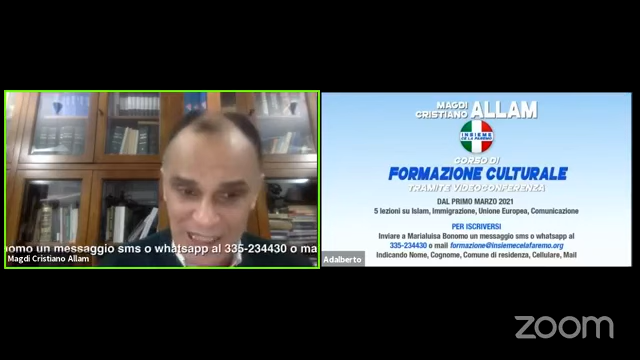 nomo un messaggio sms o whatsapp al 335-234430 o ma
Magdi Cristiano Allam
MAGDI
CRISTIANO ALLAM
INSIEME
CE LA FAREMO
CORSO DI
FORMAZIONE CULTURALE
TRAMITE VIDEOCONFERENZA
DAL PRIMO MARZO 2021
5 lezioni su Islam, Immigrazione, Unione Europea, Comunicazione
PER ISCRIVERSI
Inviare a Marialuisa Bonomo un messaggio sms o whatsapp al
335-234430 o mail formazione@insiemecelafaremo.org
Indicando Nome, Cognome, Comune di residenza, Cellulare, Mail
Adalberto
zoom